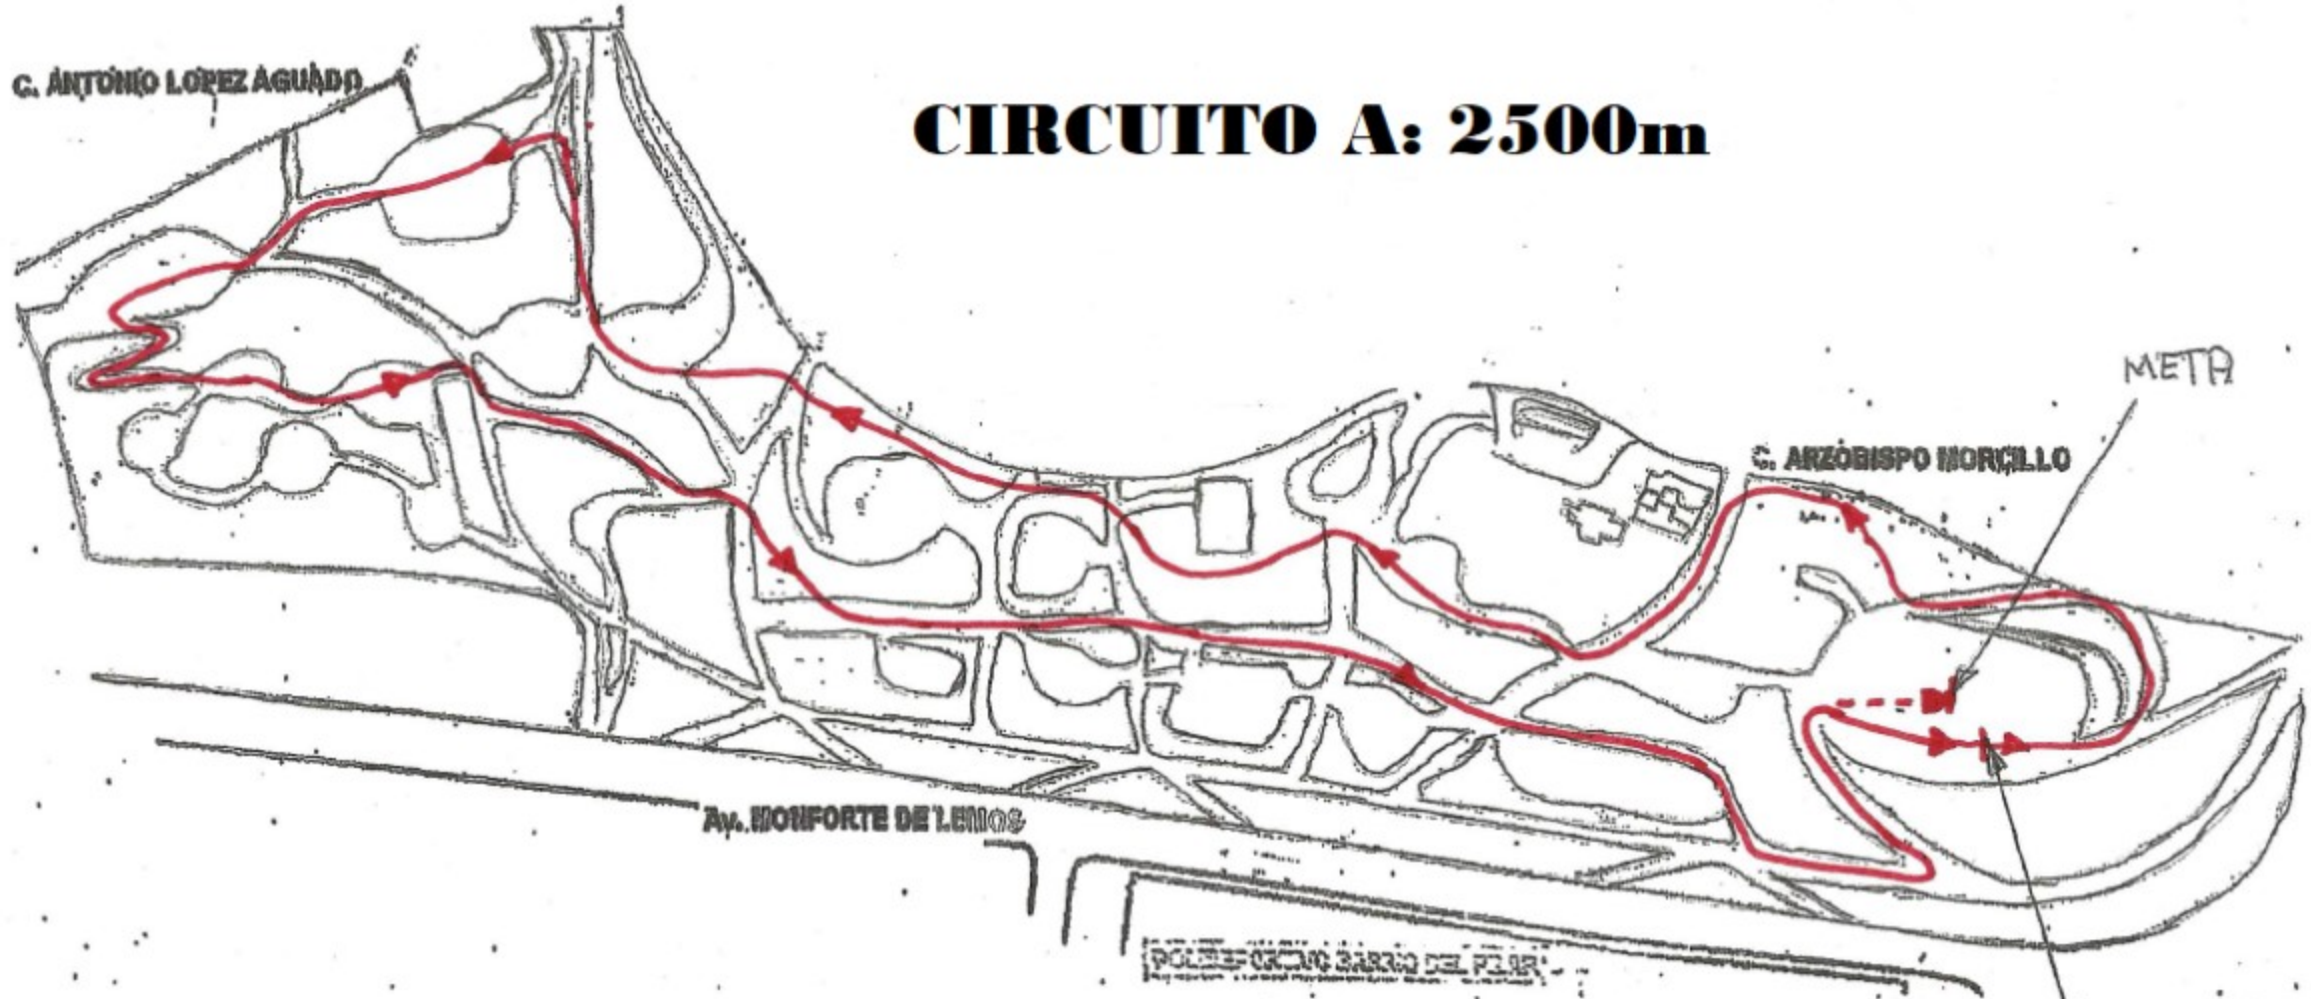 C. ANTONIO LOPEZ AGUADO
CIRCUITO A: 2500m
META
C. ARZOBISPO MORCILLO
Av. MONFORTE DE LEMOS
POLIDEPORTIVO BARRIO DEL PILAR